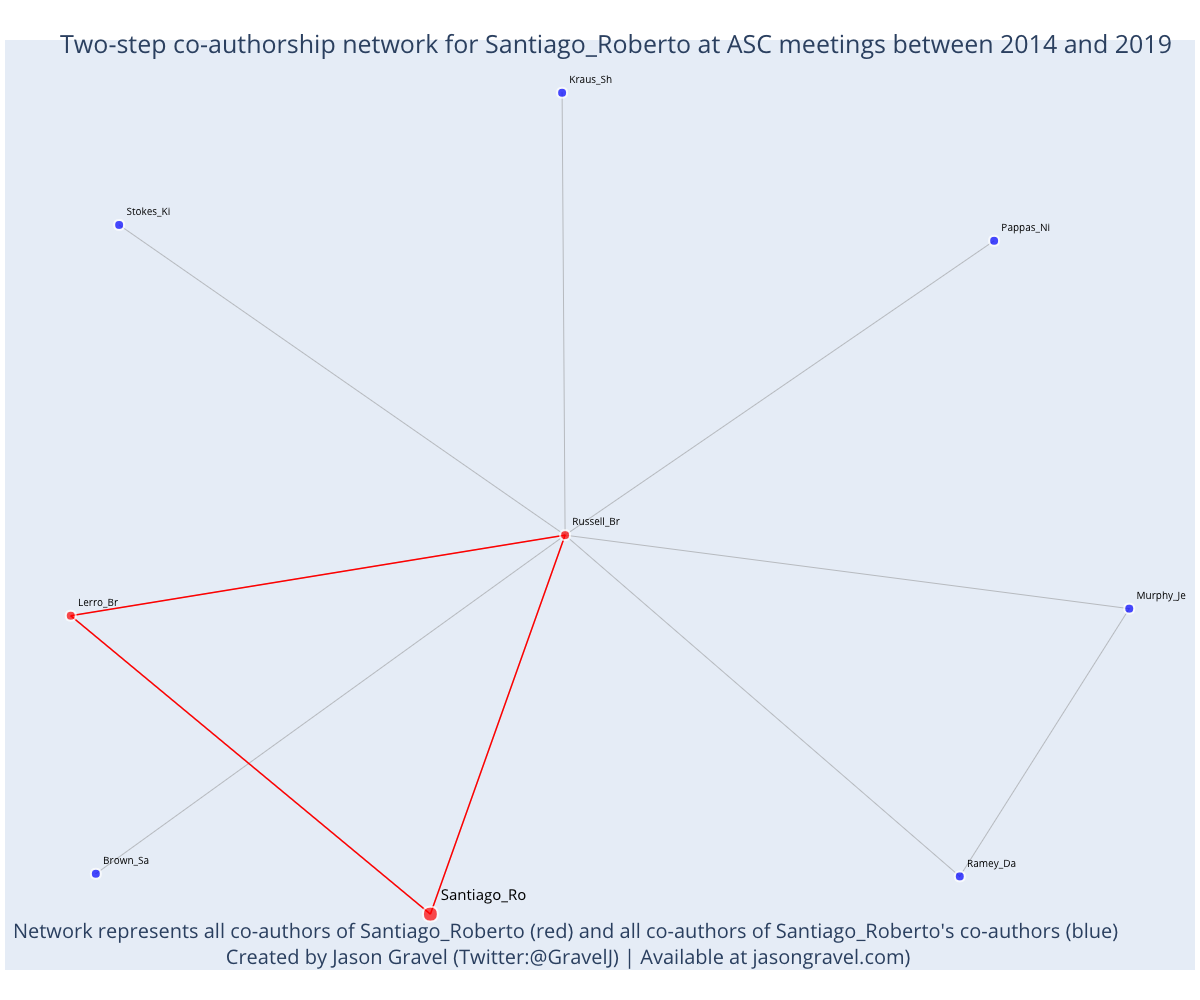 Two-step co-authorship network for Santiago_Roberto at ASC meetings between 2014 and 2019
Kraus_Sh
Stokes_Ki
Pappas_Ni
Russell_Br
Murphy_Je
Lerro_Br
Brown_Sa
Ramey_Da
Santiago_Ro
Network represents all co-authors of Santiago_Roberto (red) and all co-authors of Santiago_Roberto's co-authors (blue)
Created by Jason Gravel (Twitter:@GravelJ) | Available at jasongravel.com)